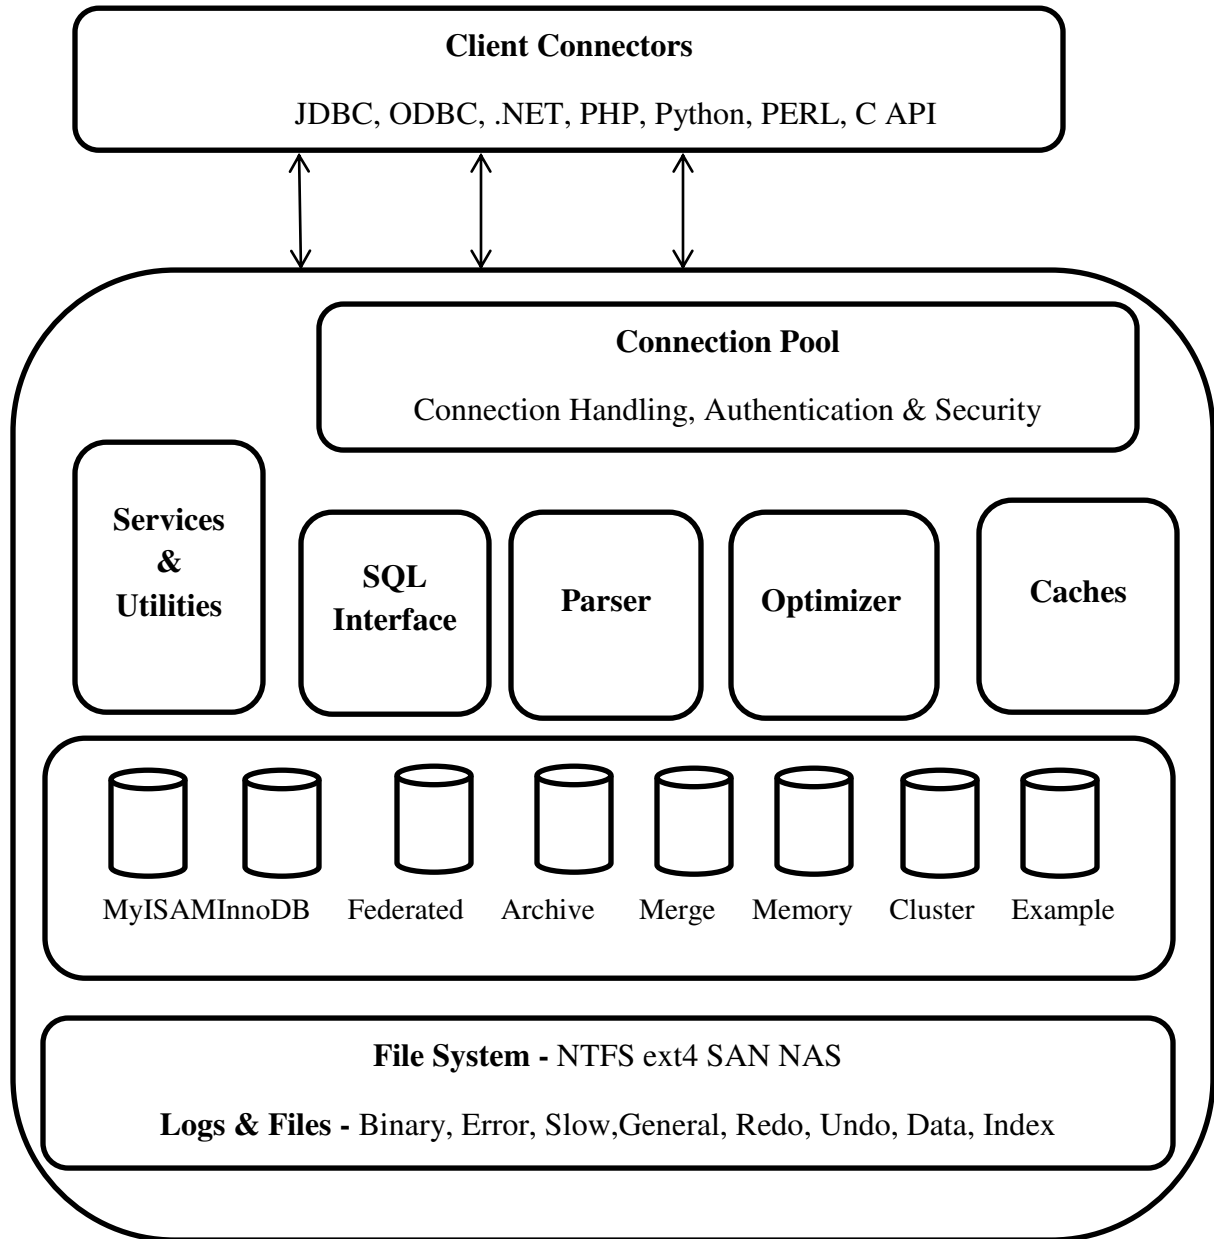 Client Connectors
JDBC, ODBC, .NET, PHP, Python, PERL, C API
Connection Pool
Connection Handling, Authentication & Security
Services
&
Utilities
SQL
Interface
Parser
Optimizer
Caches
MyISAMInnoDB Federated Archive Merge Memory Cluster Example
File System - NTFS ext4 SAN NAS
Logs & Files - Binary, Error, Slow,General, Redo, Undo, Data, Index